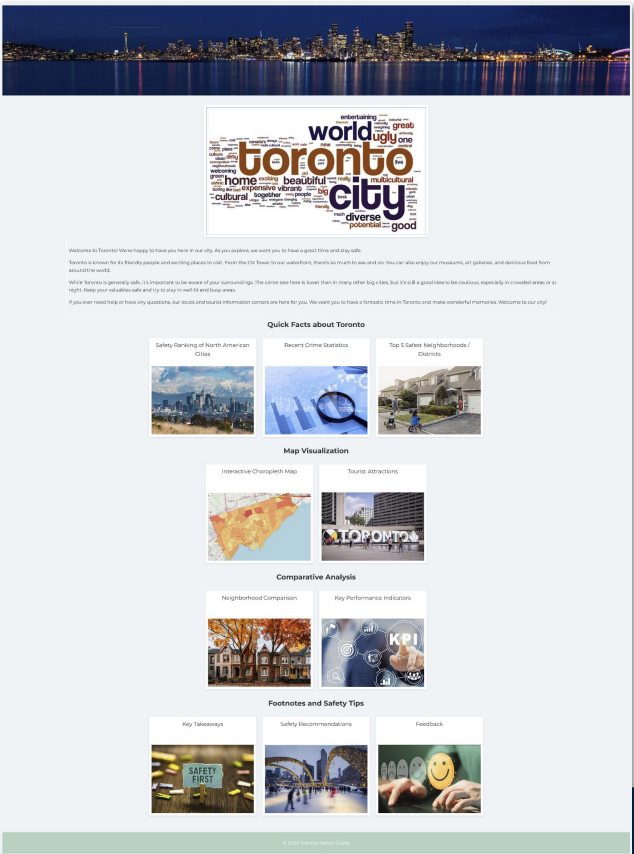 entertaining
world
ugly
one
great
toronto
live
home
exciting
beautiful
multicultural
welcoming
expensive
vibrant
big
city
cultural
together
people
best
much
diverse
potential
good
Welcome to Toronto! We're happy to have you here in our city. As you explore, we want you to have a great time and stay safe.
Toronto is known for its friendly people and exciting places to visit. From the CN Tower to our waterfront, there's so much to see and do. You can also enjoy our museums, art galleries, and delicious food from
around the world.
While Toronto is generally safe, it's important to be aware of your surroundings. The crime rate here is lower than in many other big cities, but it's still a good idea to be cautious, especially in crowded areas or at
night. Keep your valuables safe and try to stay in well-lit and busy areas.
If you ever need help or have any questions, our locals and tourist information centers are here for you. We want you to have a fantastic time in Toronto and make wonderful memories. Welcome to our city!
Quick Facts about Toronto
Safety Ranking of North American
Cities
Recent Crime Statistics
Top 5 Safest Neighborhoods /
Districts
Map Visualization
Interactive Choropleth Map
Tourist Attractions
TORONTO
Comparative Analysis
Neighborhood Comparison
Key Performance Indicators
KPI
Footnotes and Safety Tips
Key Takeaways
Safety Recommendations
Feedback
SAFETY
FIRST
Toronto Safety Guide